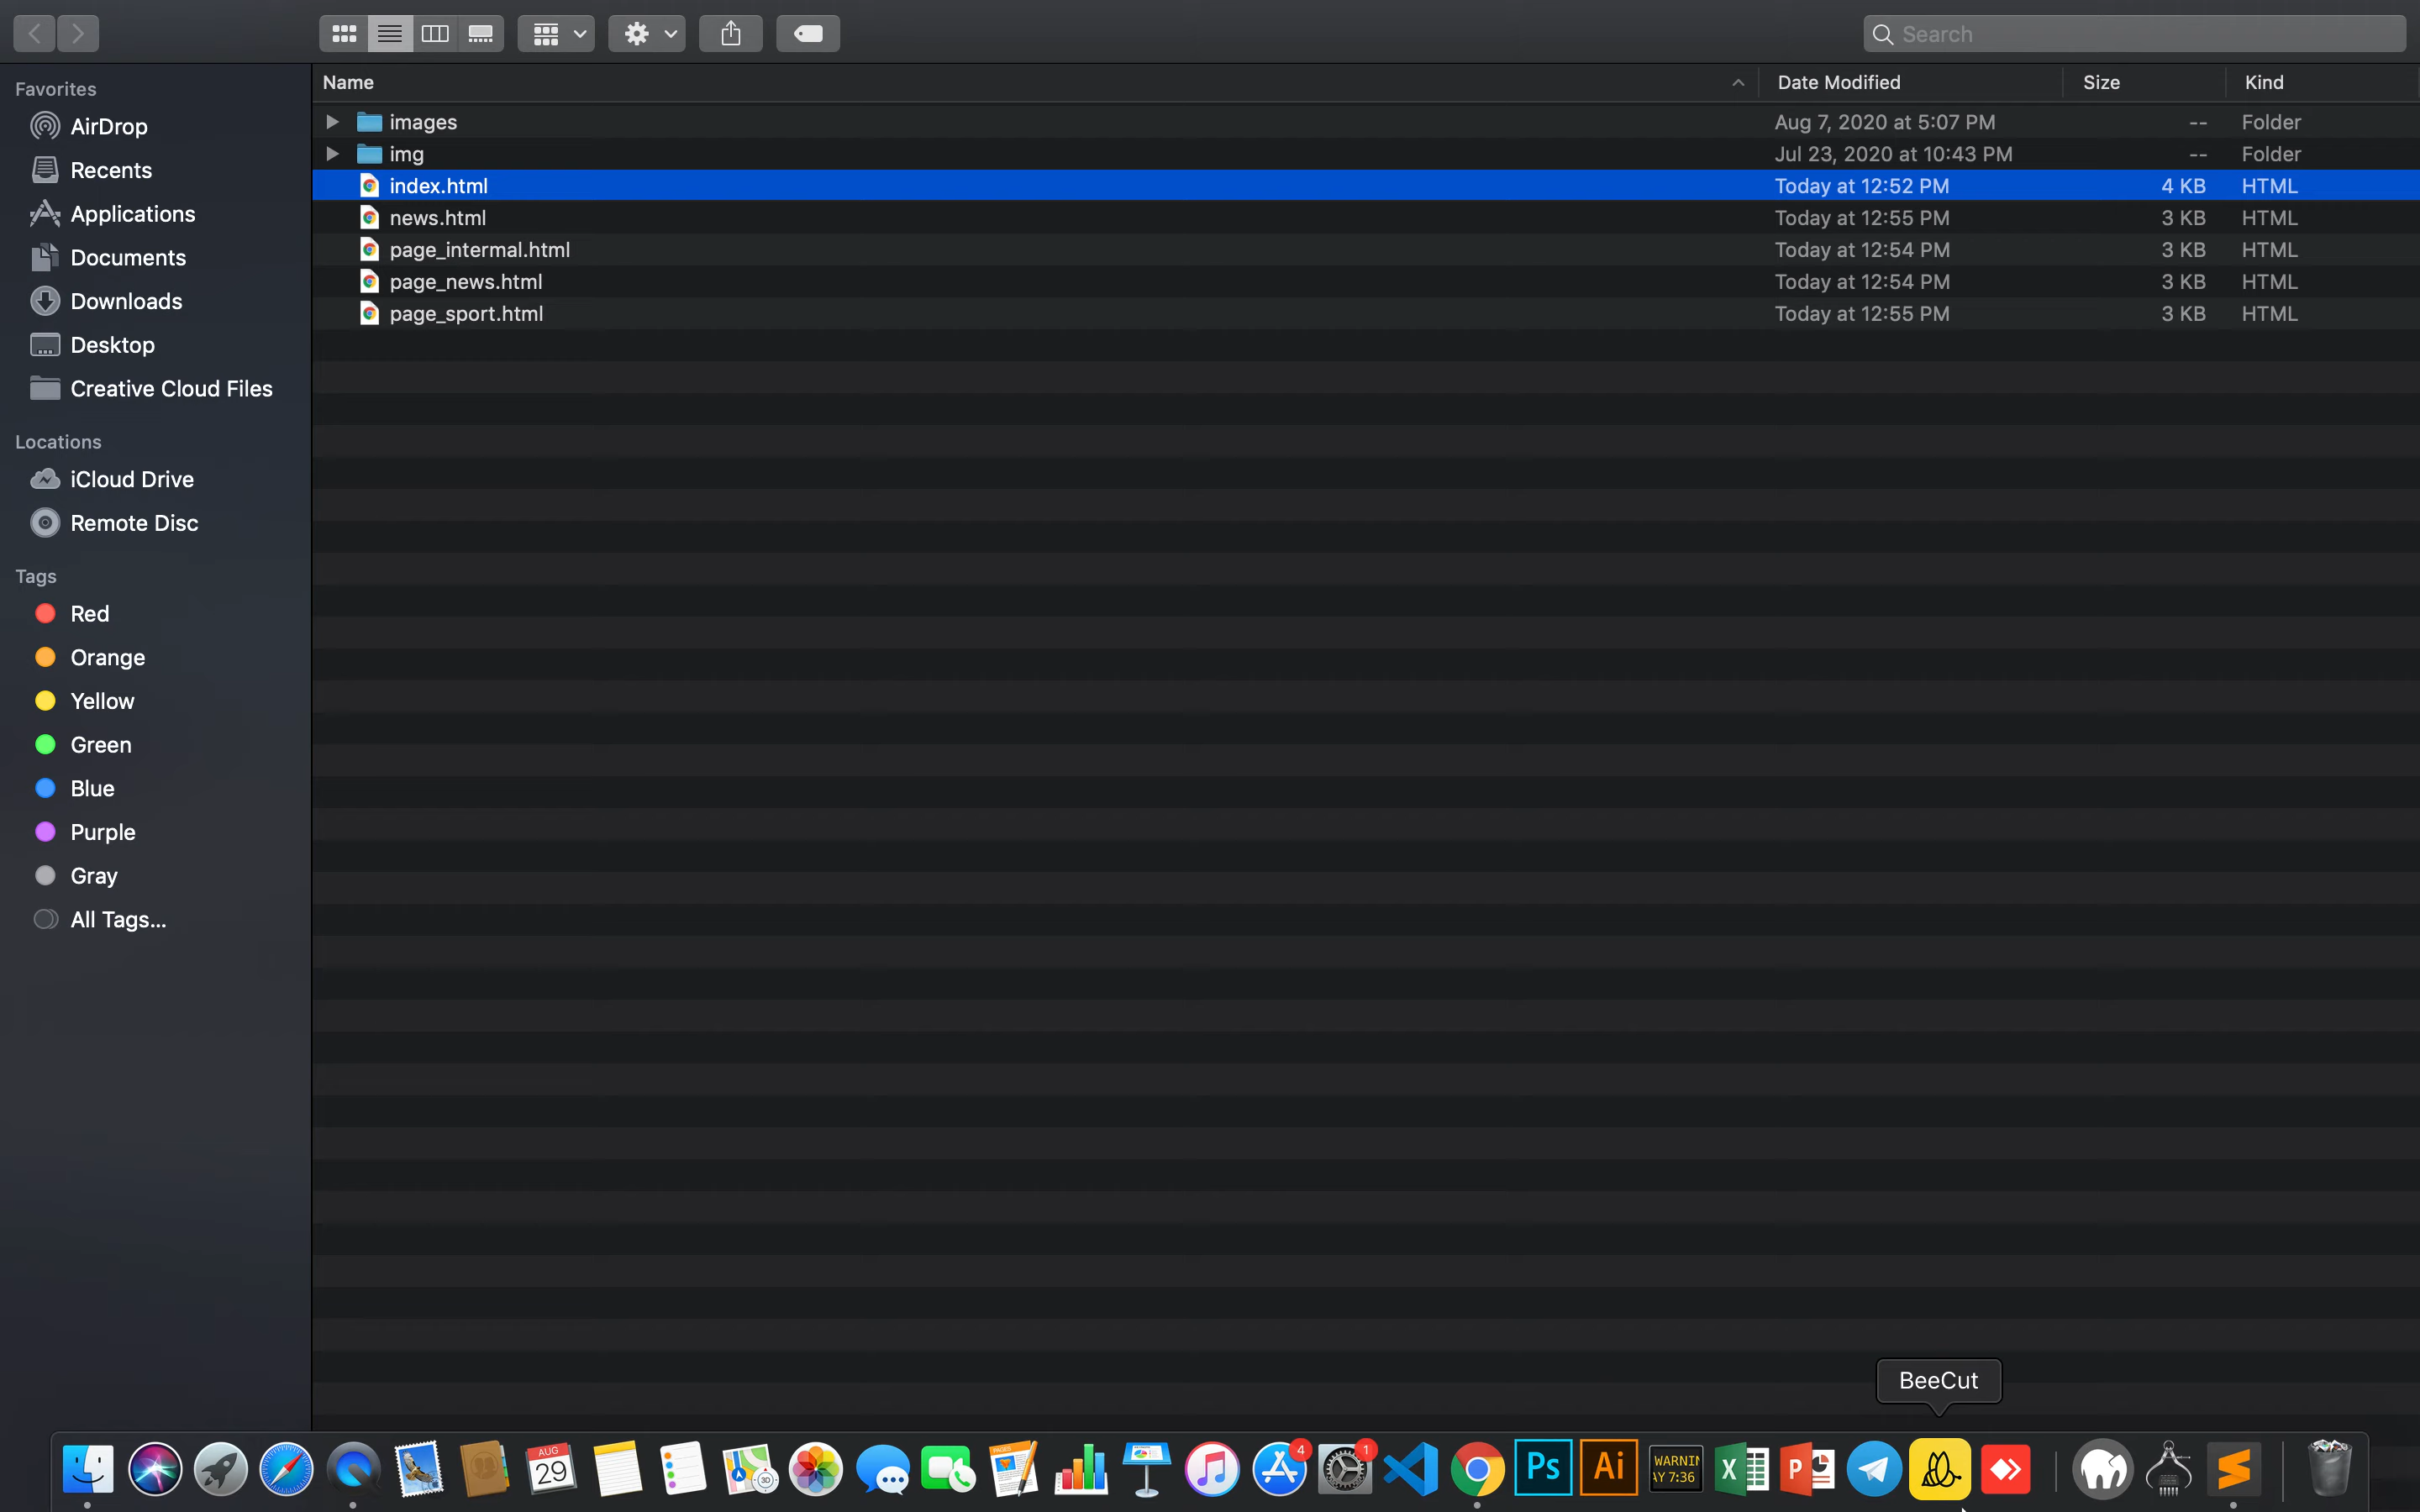 Search
Favorites
AirDrop
Recents
Applications
Documents
Downloads
Desktop
Creative Cloud Files
Locations
iCloud Drive
Remote Disc
Tags
Red
Orange
Yellow
Green
Blue
Purple
Gray
All Tags...
Name Date Modified Size Kind
images Aug 7, 2020 at 5:07 PM -- Folder
img Jul 23, 2020 at 10:43 PM -- Folder
index.html Today at 12:52 PM 4 KB HTML
news.html Today at 12:55 PM 3 KB HTML
page_intermal.html Today at 12:54 PM 3 KB HTML
page_news.html Today at 12:54 PM 3 KB HTML
page_sport.html Today at 12:55 PM 3 KB HTML
BeeCut
AUG
29
PAGES
3D
4
1
Ps
Ai
WARNIN
AY 7:36
X
P